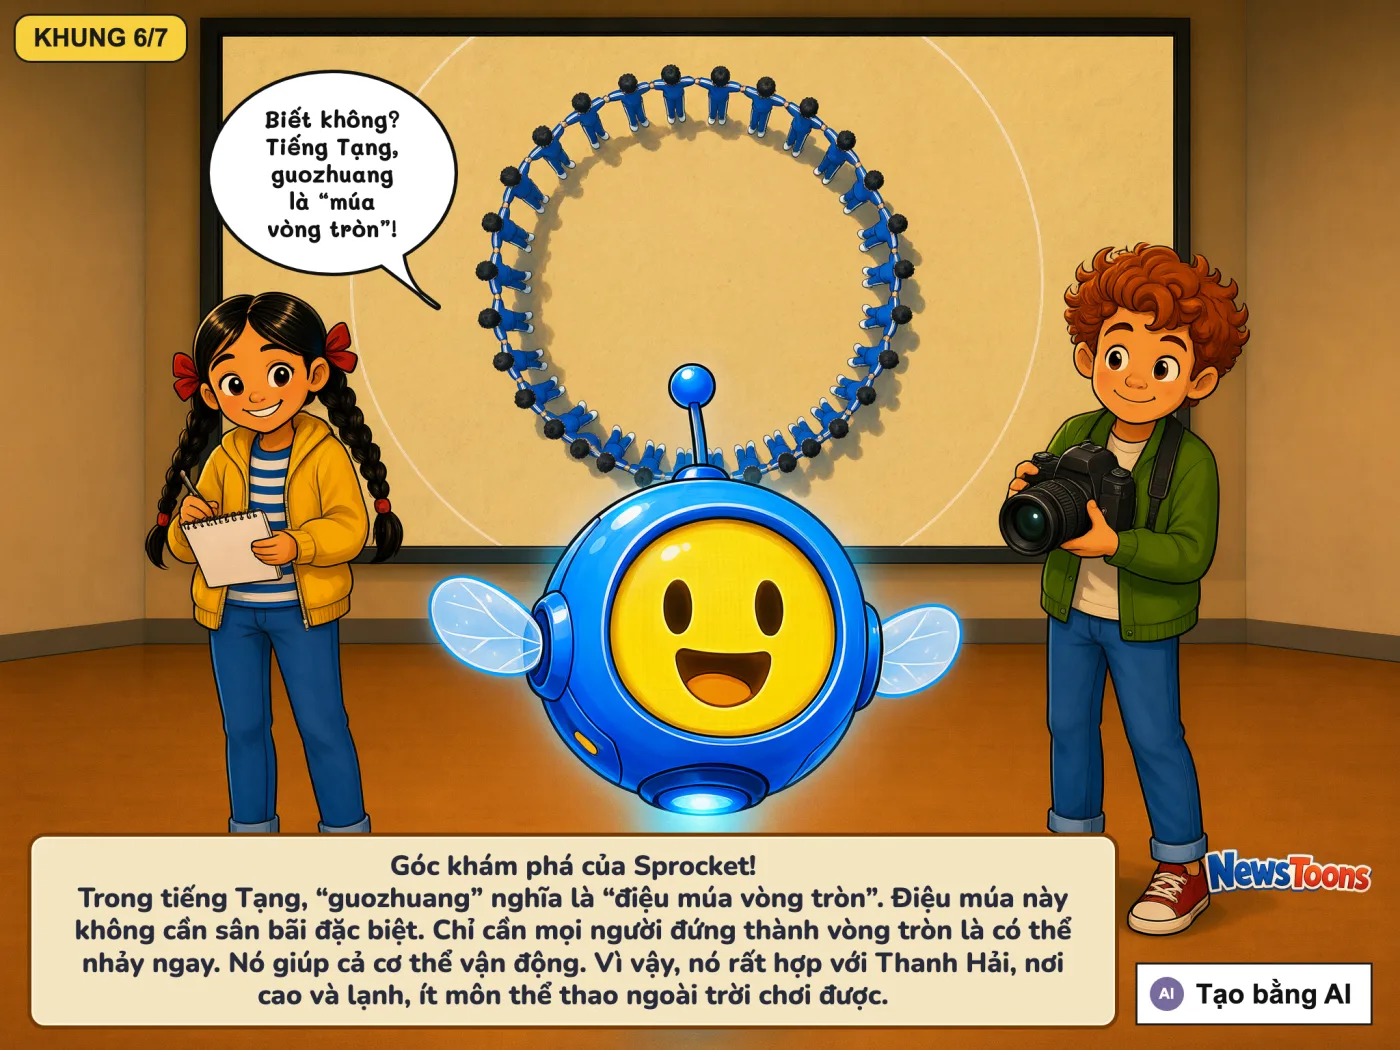 KHUNG 6/7
Biết không?
Tiếng Tạng,
guozhuang
là “múa
vòng tròn”!
Góc khám phá của Sprocket!
Trong tiếng Tạng, “guozhuang” nghĩa là “điệu múa vòng tròn”. Điệu múa này
không cần sân bãi đặc biệt. Chỉ cần mọi người đứng thành vòng tròn là có thể
nhảy ngay. Nó giúp cả cơ thể vận động. Vì vậy, nó rất hợp với Thanh Hải, nơi
cao và lạnh, ít môn thể thao ngoài trời chơi được.
NewsToons
AI Tạo bằng AI